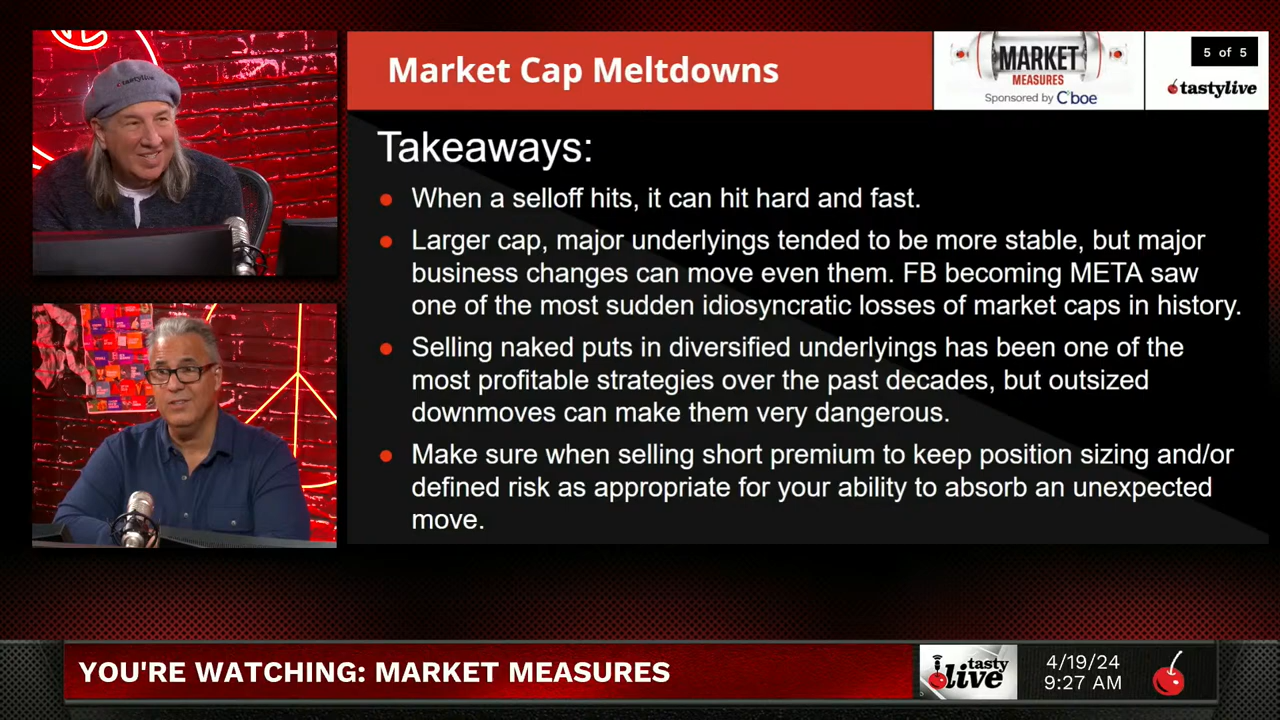 Market Cap Meltdowns
MARKET
MEASURES
Sponsored by Cboe
5 of 5
tastylive
tastylive
Takeaways:
When a selloff hits, it can hit hard and fast.
Larger cap, major underlyings tended to be more stable, but major
business changes can move even them. FB becoming META saw
one of the most sudden idiosyncratic losses of market caps in history.
Selling naked puts in diversified underlyings has been one of the
most profitable strategies over the past decades, but outsized
downmoves can make them very dangerous.
Make sure when selling short premium to keep position sizing and/or
defined risk as appropriate for your ability to absorb an unexpected
move.
YOU'RE WATCHING: MARKET MEASURES
tasty
live
4/19/24
9:27 AM